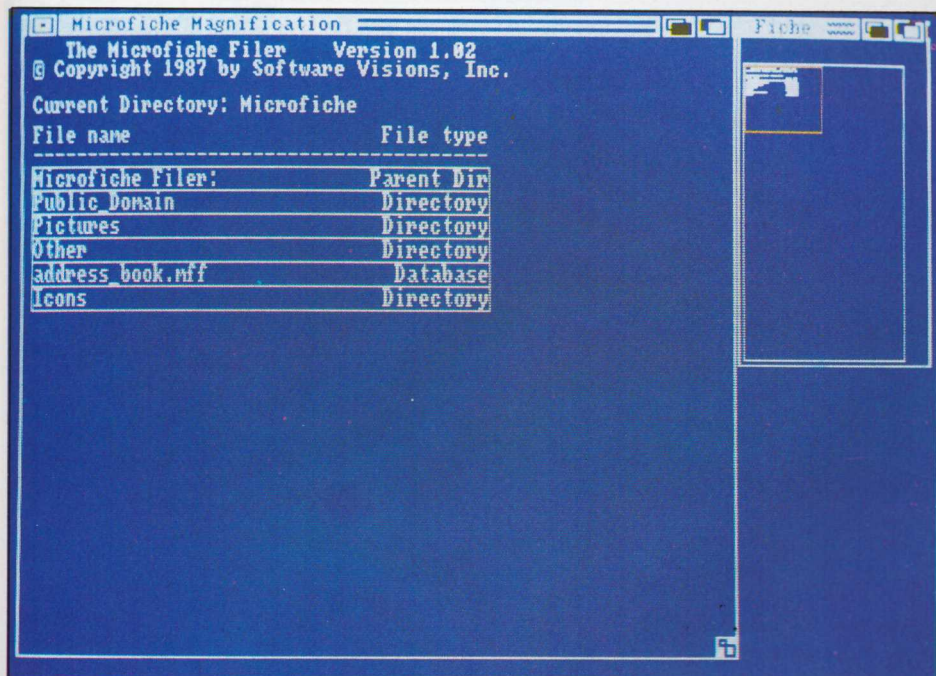 Microfiche Magnification
Fiche
The Microfiche Filer Version 1.02
© Copyright 1987 by Software Visions, Inc.
Current Directory: Microfiche
File name File type
Microfiche Filer: Parent Dir
Public_Domain Directory
Pictures Directory
Other Directory
address_book.mff Database
Icons Directory